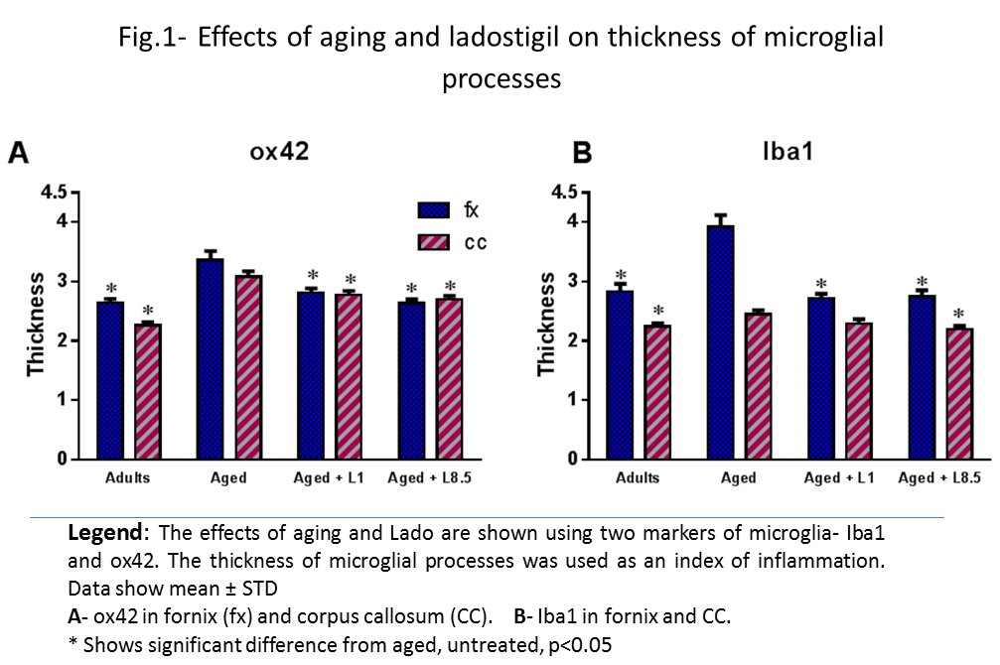 Fig.1- Effects of aging and ladostigil on thickness of microglial
processes
A
ox42
4.5
4
3
2
1
0
Thickness
fx
cc
*
*
*
*
*
*
Adults
Aged
Aged + L1
Aged + L8.5
B
Iba1
4.5
4
3
2
1
0
Thickness
*
*
*
*
*
Adults
Aged
Aged + L1
Aged + L8.5
Legend: The effects of aging and Lado are shown using two markers of microglia- Iba1
and ox42. The thickness of microglial processes was used as an index of inflammation.
Data show mean ± STD
A- ox42 in fornix (fx) and corpus callosum (CC). B- Iba1 in fornix and CC.
* Shows significant difference from aged, untreated, p<0.05